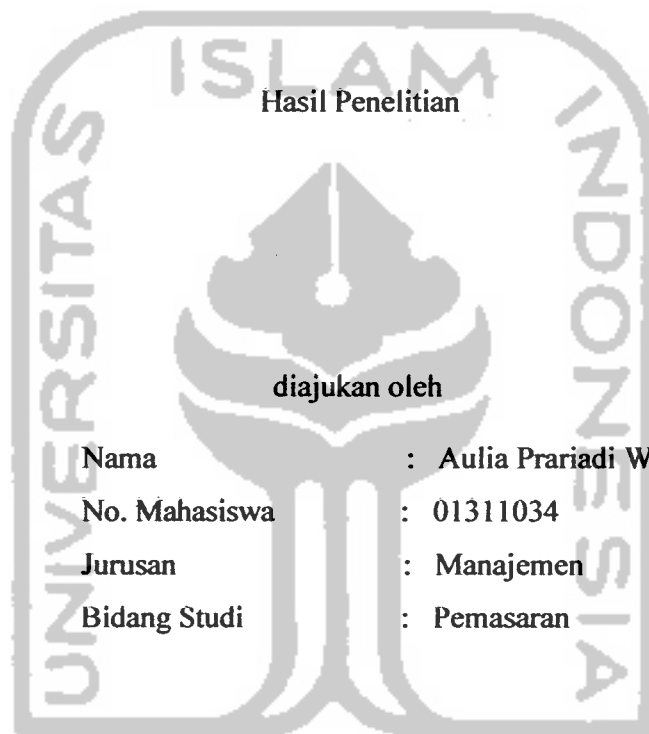 UNIVERSITAS ISLAM INDONESIA
Hasil Penelitian
diajukan oleh
Nama : Aulia Prariadi W
No. Mahasiswa : 01311034
Jurusan : Manajemen
Bidang Studi : Pemasaran